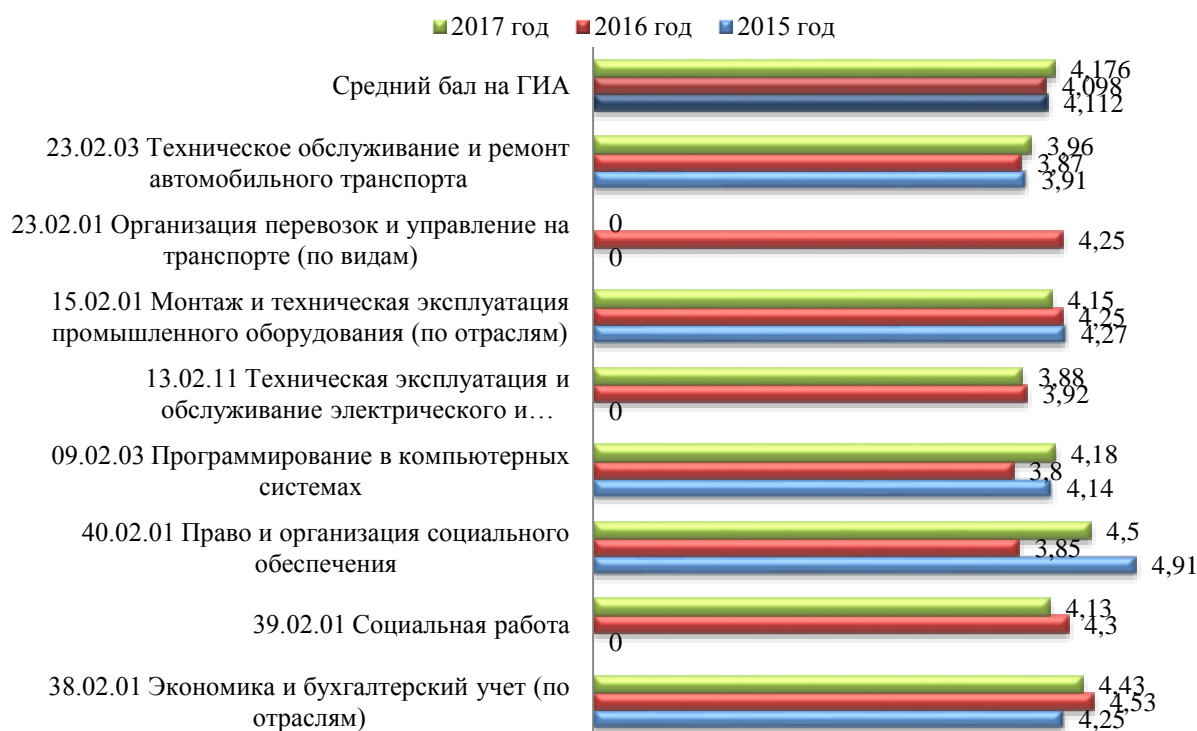 2017 год 2016 год 2015 год
Средний бал на ГИА
4,176
4,098
4,112
23.02.03 Техническое обслуживание и ремонт
автомобильного транспорта
3,96
3,87
3,91
23.02.01 Организация перевозок и управление на
транспорте (по видам)
0
4,25
0
15.02.01 Монтаж и техническая эксплуатация
промышленного оборудования (по отраслям)
4,15
4,25
4,27
13.02.11 Техническая эксплуатация и
обслуживание электрического и…
3,88
3,92
0
09.02.03 Программирование в компьютерных
системах
4,18
3,8
4,14
40.02.01 Право и организация социального
обеспечения
4,5
3,85
4,91
39.02.01 Социальная работа
4,13
4,3
0
38.02.01 Экономика и бухгалтерский учет (по
отраслям)
4,43
4,53
4,25